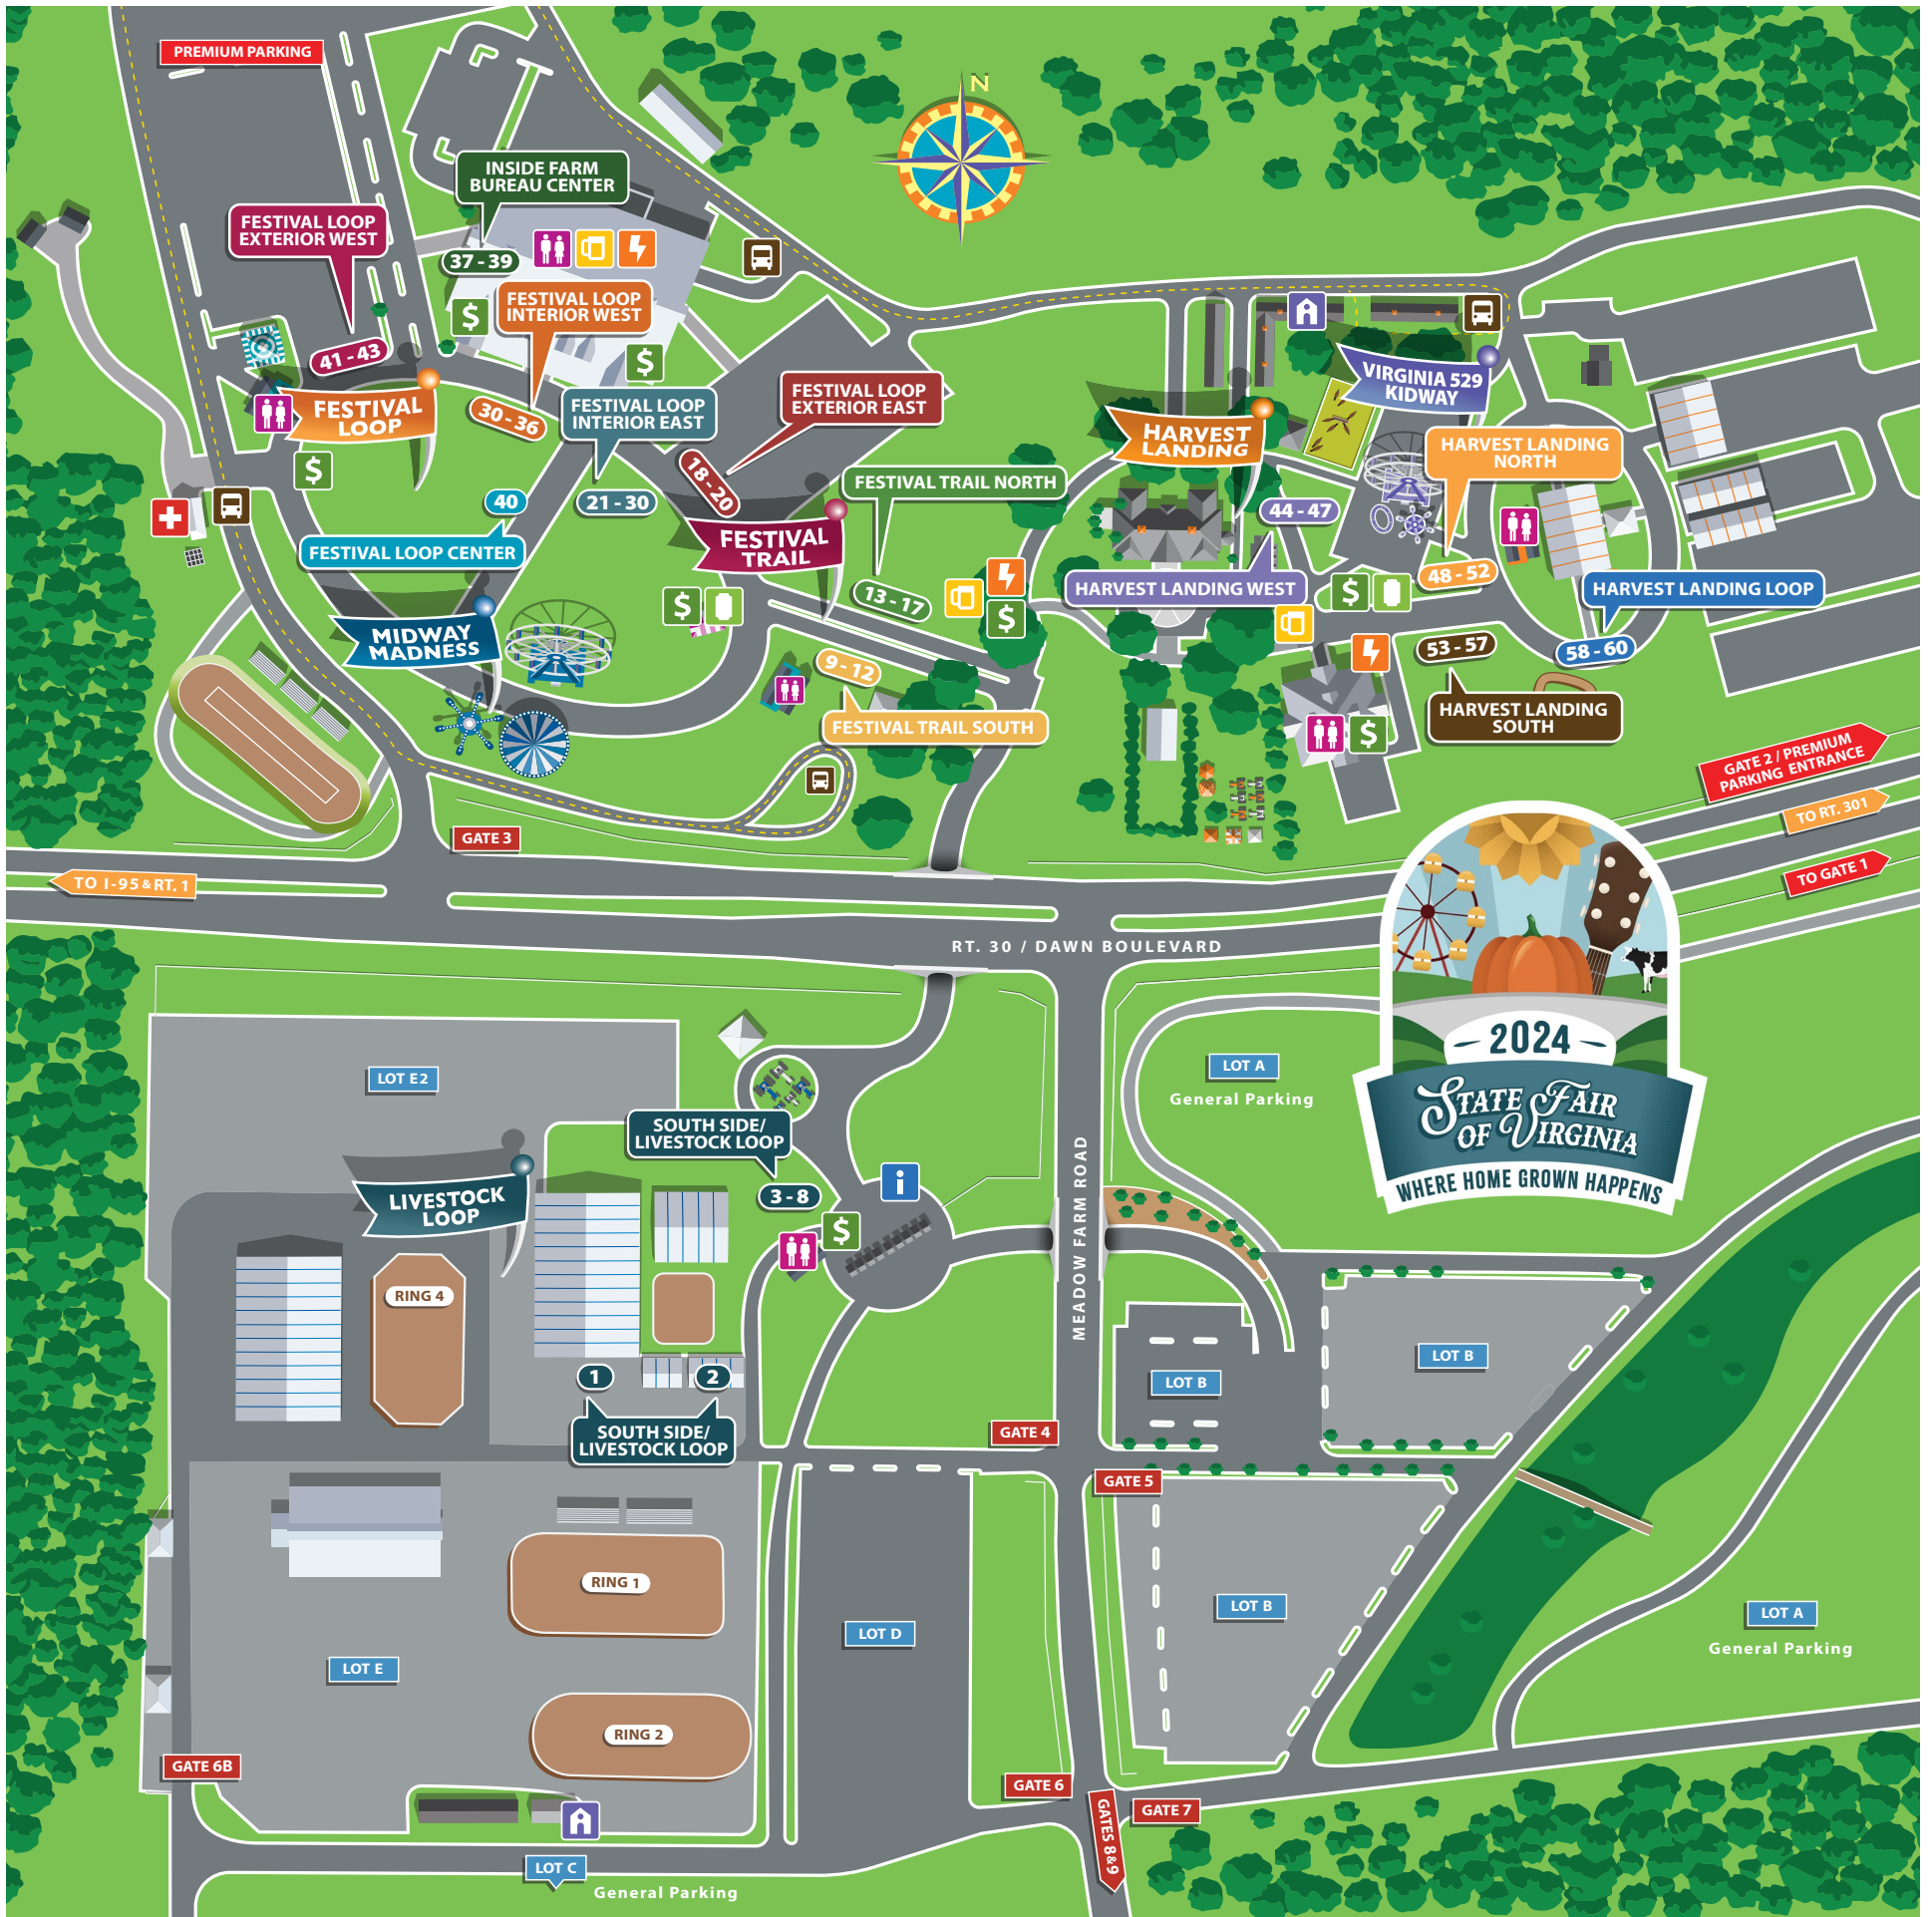 PREMIUM PARKING
N
INSIDE FARM
BUREAU CENTER
FESTIVAL LOOP
EXTERIOR WEST
37 - 39
$
FESTIVAL LOOP
INTERIOR WEST
$
41 - 43
FESTIVAL
LOOP
30 - 36
FESTIVAL LOOP
INTERIOR EAST
FESTIVAL LOOP
EXTERIOR EAST
VIRGINIA 529
KIDWAY
HARVEST
LANDING
HARVEST LANDING
NORTH
$
18 - 20
FESTIVAL TRAIL NORTH
40
21 - 30
44 - 47
FESTIVAL LOOP CENTER
FESTIVAL
TRAIL
HARVEST LANDING WEST
48 - 52
HARVEST LANDING LOOP
$
13 - 17
$
$
MIDWAY
MADNESS
9 - 12
53 - 57
58 - 60
FESTIVAL TRAIL SOUTH
HARVEST LANDING
SOUTH
$
GATE 2 / PREMIUM
PARKING ENTRANCE
TO RT. 301
TO GATE 1
GATE 3
TO I-95 & RT. 1
RT. 30 / DAWN BOULEVARD
2024
STATE FAIR
OF VIRGINIA
WHERE HOME GROWN HAPPENS
LOT A
General Parking
LOT E2
SOUTH SIDE/
LIVESTOCK LOOP
3 - 8
i
$
LIVESTOCK
LOOP
MEADOW FARM ROAD
RING 4
1
2
SOUTH SIDE/
LIVESTOCK LOOP
LOT B
LOT B
GATE 4
GATE 5
RING 1
LOT B
LOT D
LOT A
General Parking
LOT E
RING 2
GATE 6B
GATE 6
GATE 7
GATES 8&9
LOT C
General Parking